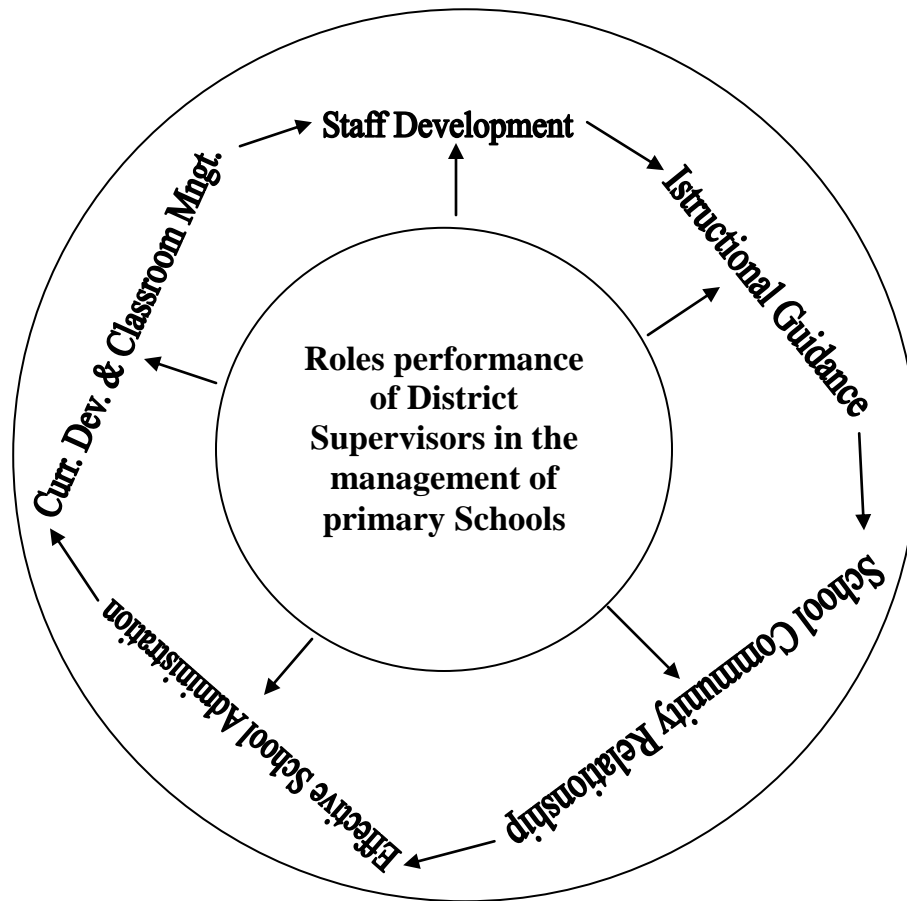 Staff Development
Istructional Guidance
School Community Relationship
Effective School Administration
Curr. Dev. & Classroom Mngt.
Roles performance
of District
Supervisors in the
management of
primary Schools